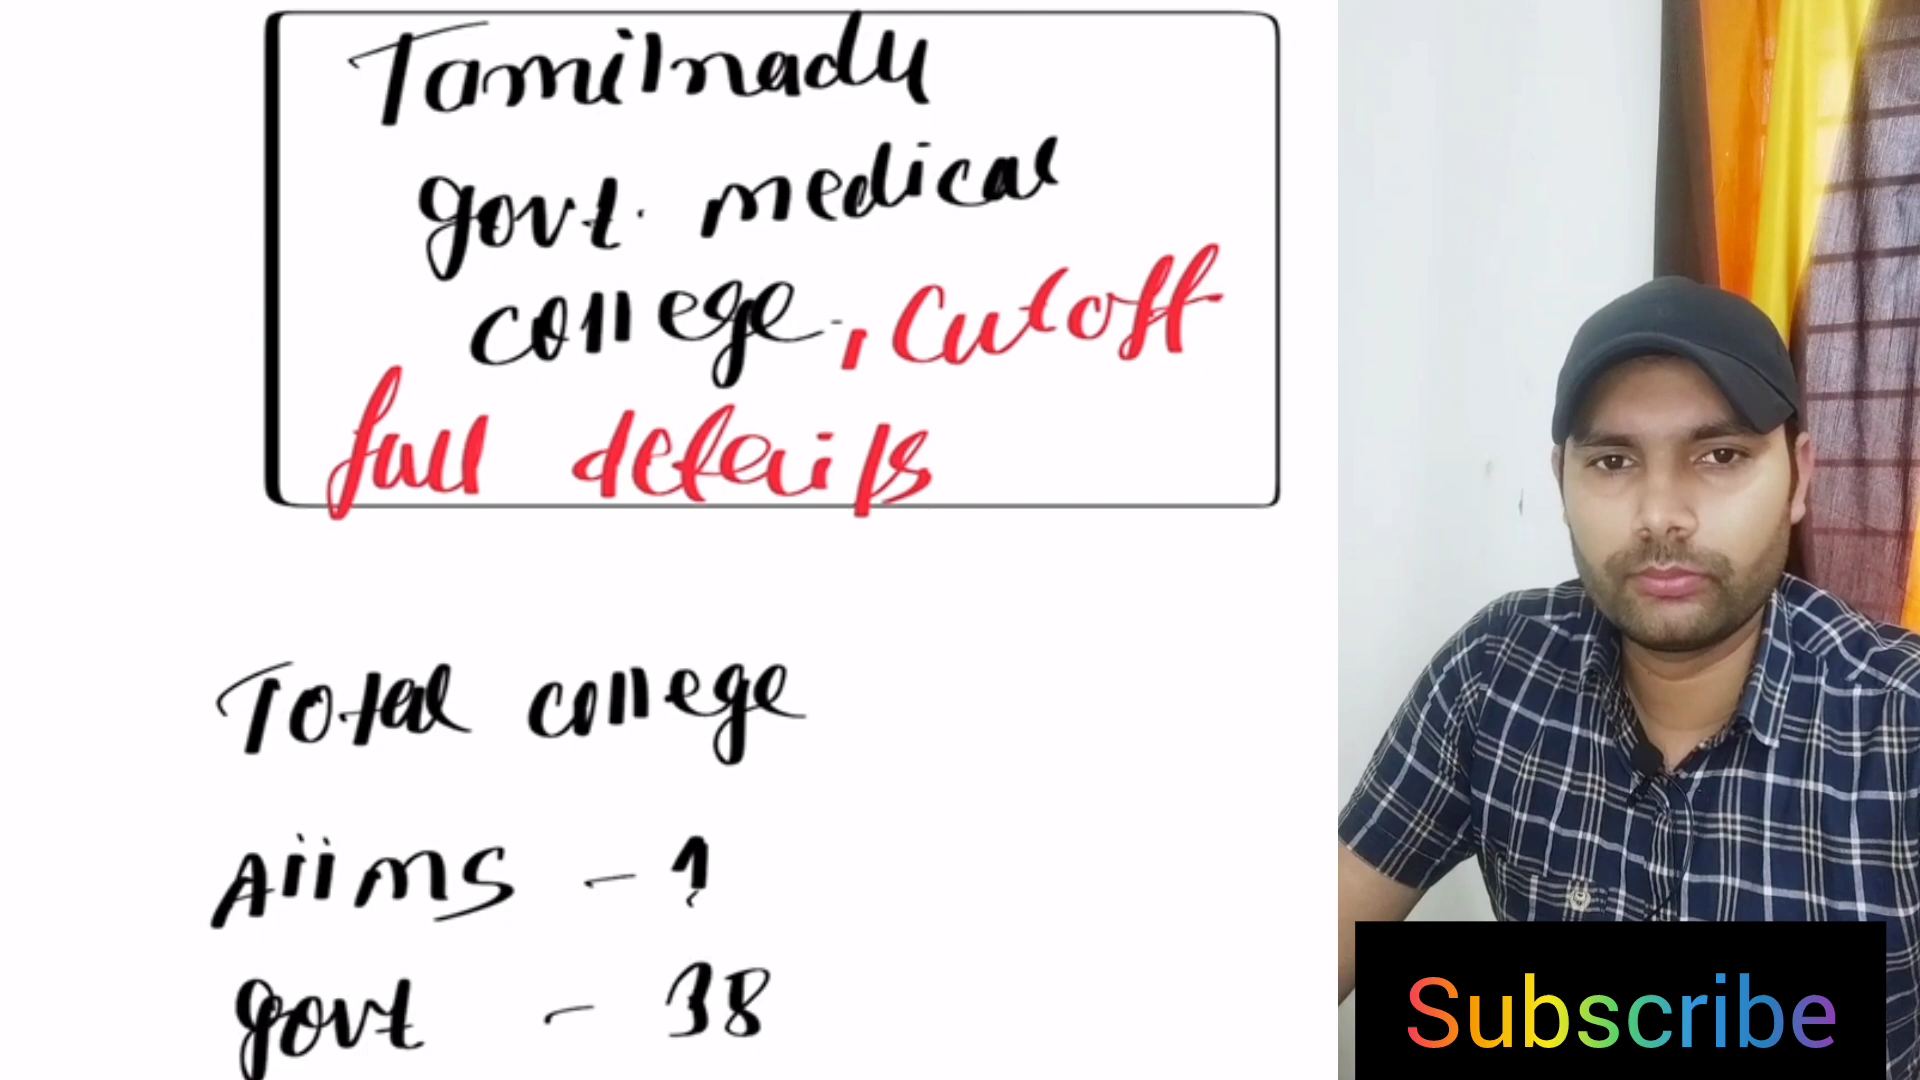 Tamilnadu
govt. medical
college, Cutoff
full details
Total college
Aiims - 1
govt - 38
Subscribe